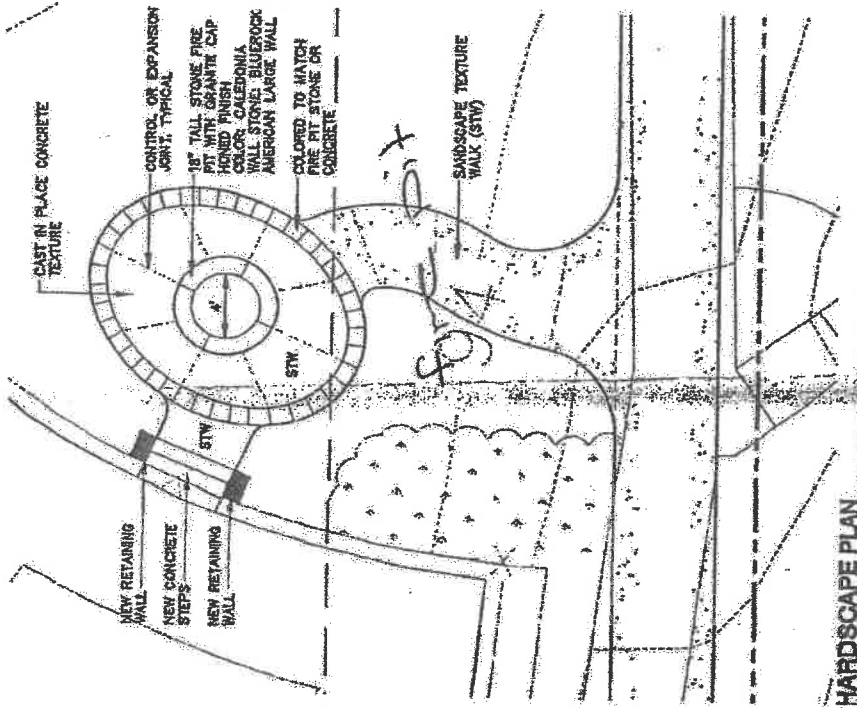 CAST IN PLACE CONCRETE
TEXTURE
CONTROL OR EXPANSION
JOINT, TYPICAL
18" TALL STONE FIRE
PIT WITH GRANITE CAP
HONED FINISH
COLOR: CALEDONIA
WALL STONE: BLUEROCK
AMERICAN LARGE WALL
COLORED TO MATCH
FIRE PIT STONE OR
CONCRETE
SANDSCAPE TEXTURE
WALK (STW)
4'
STW
STW
NEW RETAINING
WALL
NEW CONCRETE
STEPS
NEW RETAINING
WALL
HARDSCAPE PLAN